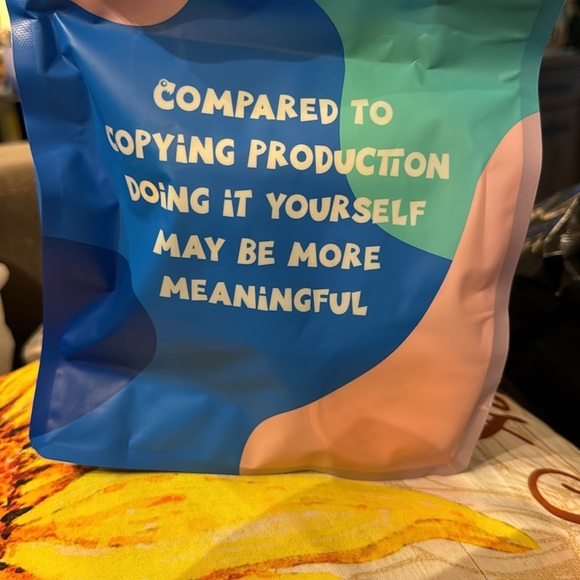 COMPARED TO
COPYING PRODUCTION
DOING IT YOURSELF
MAY BE MORE
MEANINGFUL